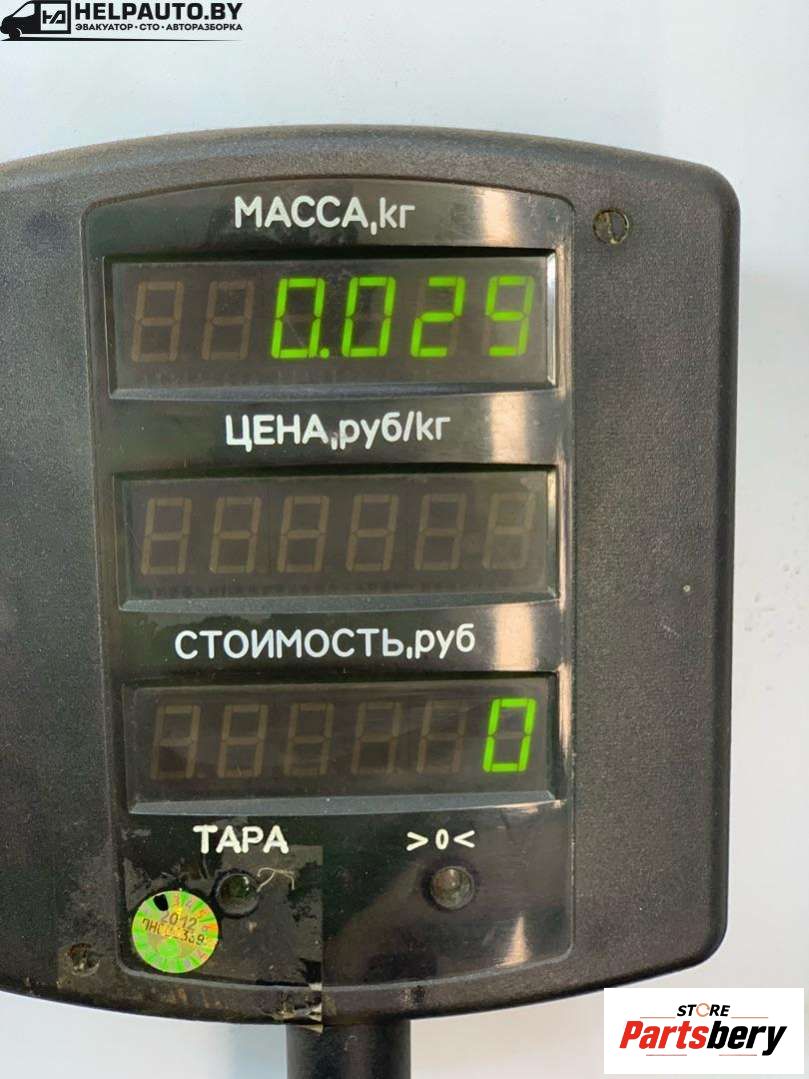 HELPAUTO.BY
ЭВАКУАТОР·СТО·АВТОРАЗБОРКА
МАССА,кг
0.029
ЦЕНА,руб/кг
СТОИМОСТЬ,руб
0
ТАРА >0<
2012
STORE
Partsbery